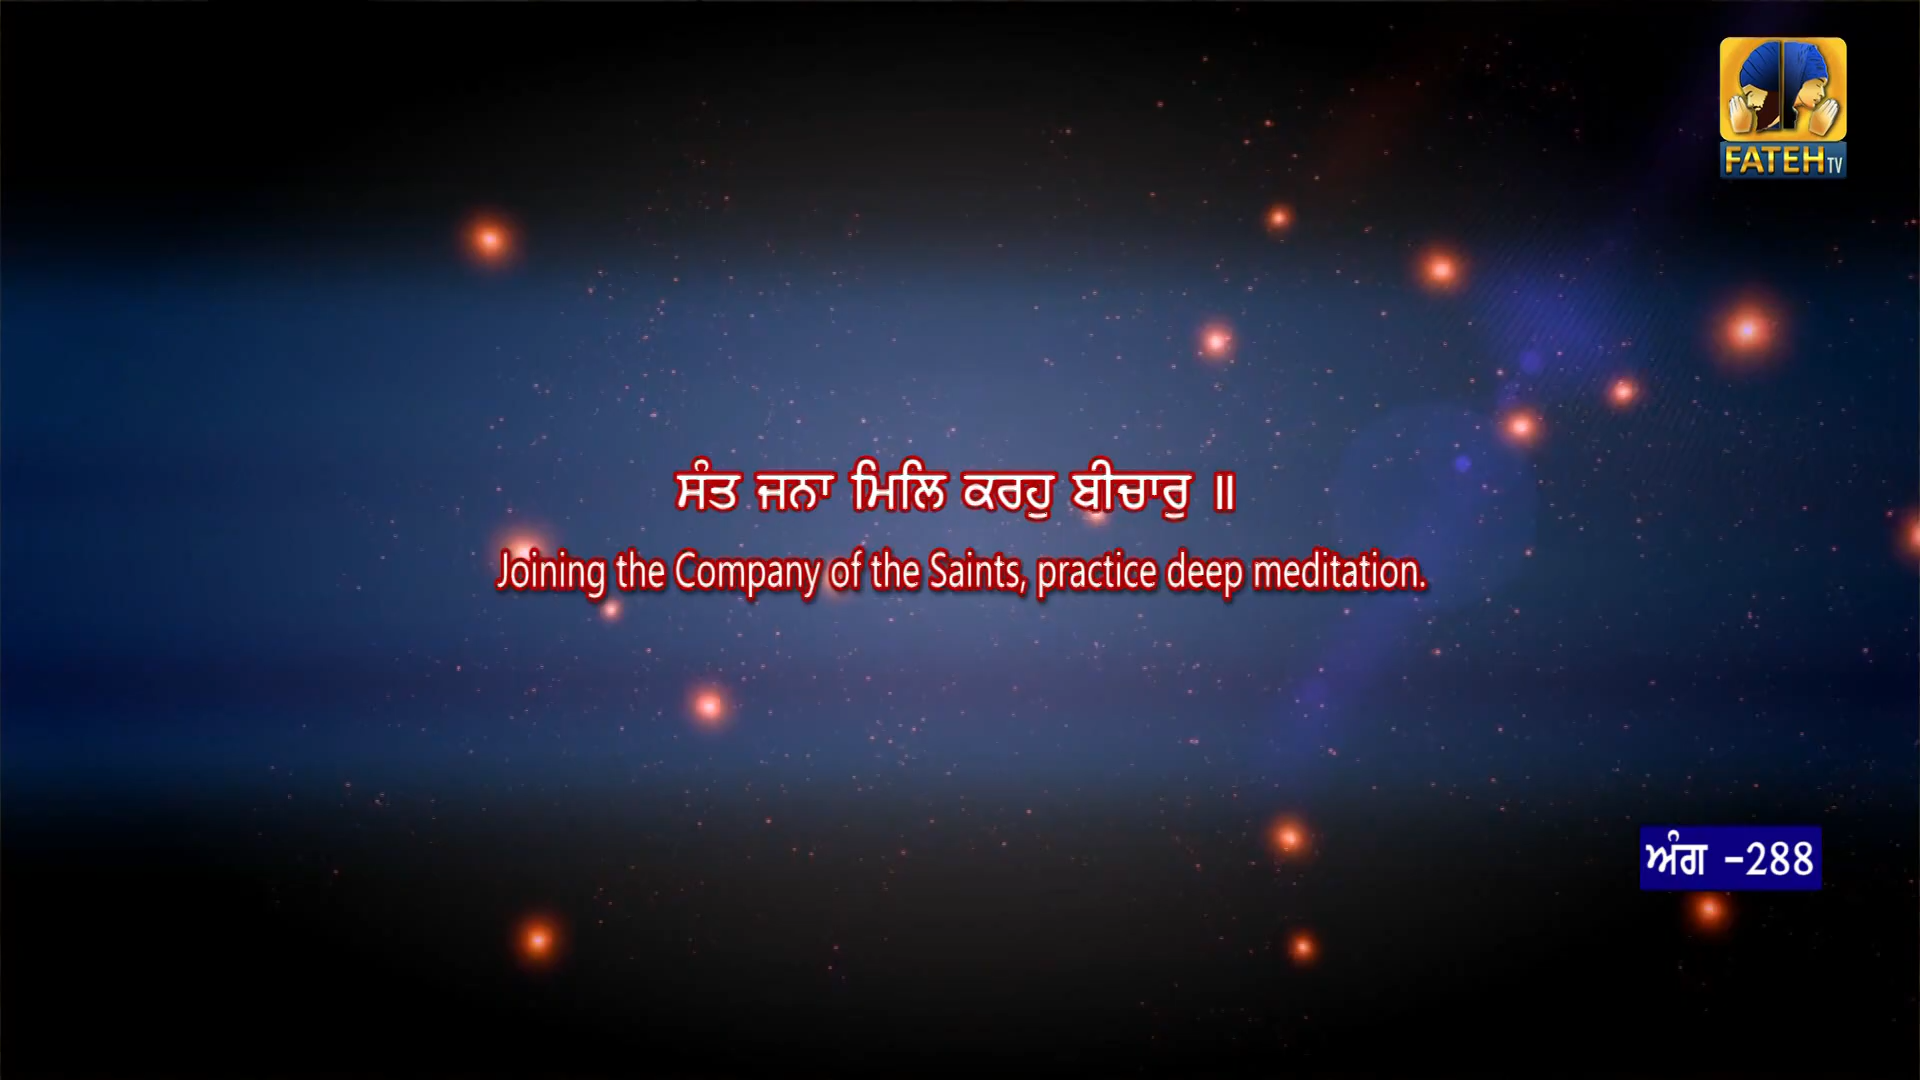 FATEH TV
ਸੰਤ ਜਨਾ ਮਿਲਿ ਕਰਹੁ ਬੀਚਾਰੁ ॥
Joining the Company of the Saints, practice deep meditation.
ਅੰਗ -288